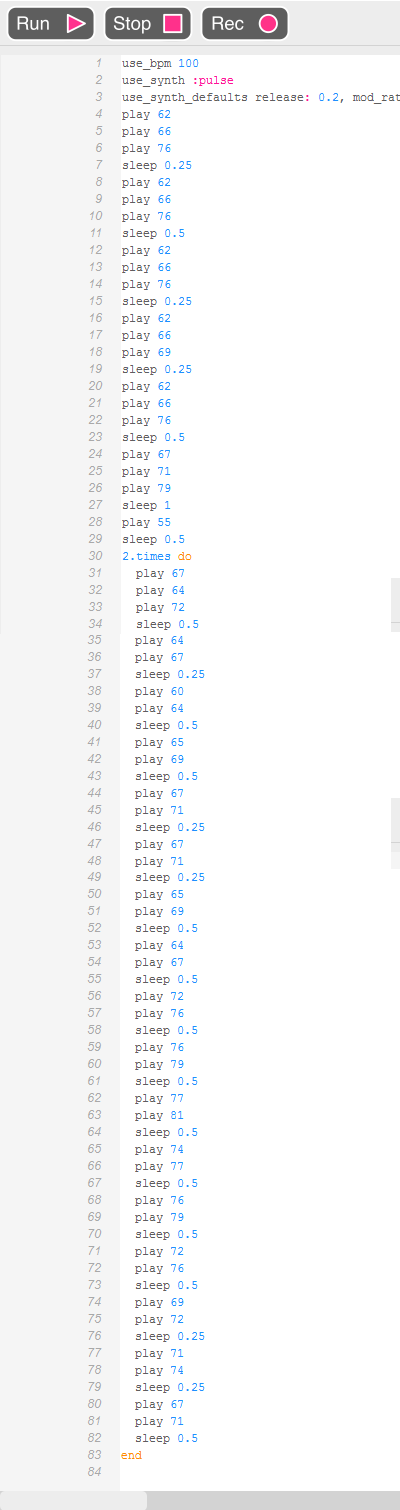 Run Stop Rec
1 use_bpm 100
2 use_synth :pulse
3 use_synth_defaults release: 0.2, mod_rat
4 play 62
5 play 66
6 play 76
7 sleep 0.25
8 play 62
9 play 66
10 play 76
11 sleep 0.5
12 play 62
13 play 66
14 play 76
15 sleep 0.25
16 play 62
17 play 66
18 play 69
19 sleep 0.25
20 play 62
21 play 66
22 play 76
23 sleep 0.5
24 play 67
25 play 71
26 play 79
27 sleep 1
28 play 55
29 sleep 0.5
30 2.times do
31 play 67
32 play 64
33 play 72
34 sleep 0.5
35 play 64
36 play 67
37 sleep 0.25
38 play 60
39 play 64
40 sleep 0.5
41 play 65
42 play 69
43 sleep 0.5
44 play 67
45 play 71
46 sleep 0.25
47 play 67
48 play 71
49 sleep 0.25
50 play 65
51 play 69
52 sleep 0.5
53 play 64
54 play 67
55 sleep 0.5
56 play 72
57 play 76
58 sleep 0.5
59 play 76
60 play 79
61 sleep 0.5
62 play 77
63 play 81
64 sleep 0.5
65 play 74
66 play 77
67 sleep 0.5
68 play 76
69 play 79
70 sleep 0.5
71 play 72
72 play 76
73 sleep 0.5
74 play 69
75 play 72
76 sleep 0.25
77 play 71
78 play 74
79 sleep 0.25
80 play 67
81 play 71
82 sleep 0.5
83 end
84